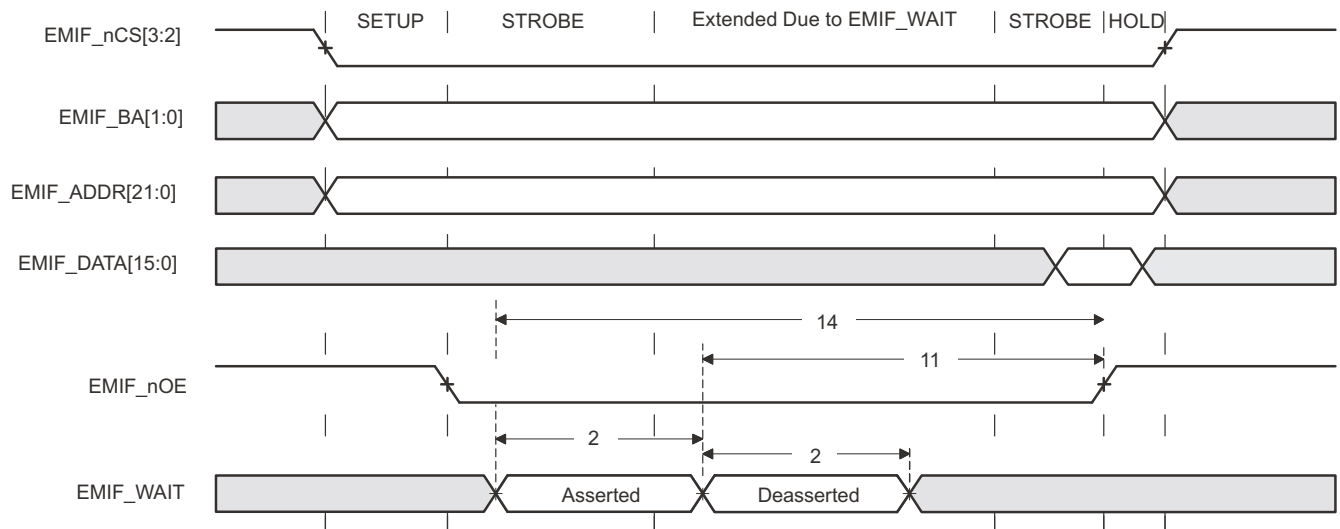 SETUP STROBE Extended Due to EMIF_WAIT STROBE HOLD
EMIF_nCS[3:2]
EMIF_BA[1:0]
EMIF_ADDR[21:0]
EMIF_DATA[15:0]
14
11
EMIF_nOE
2
2
EMIF_WAIT Asserted Deasserted